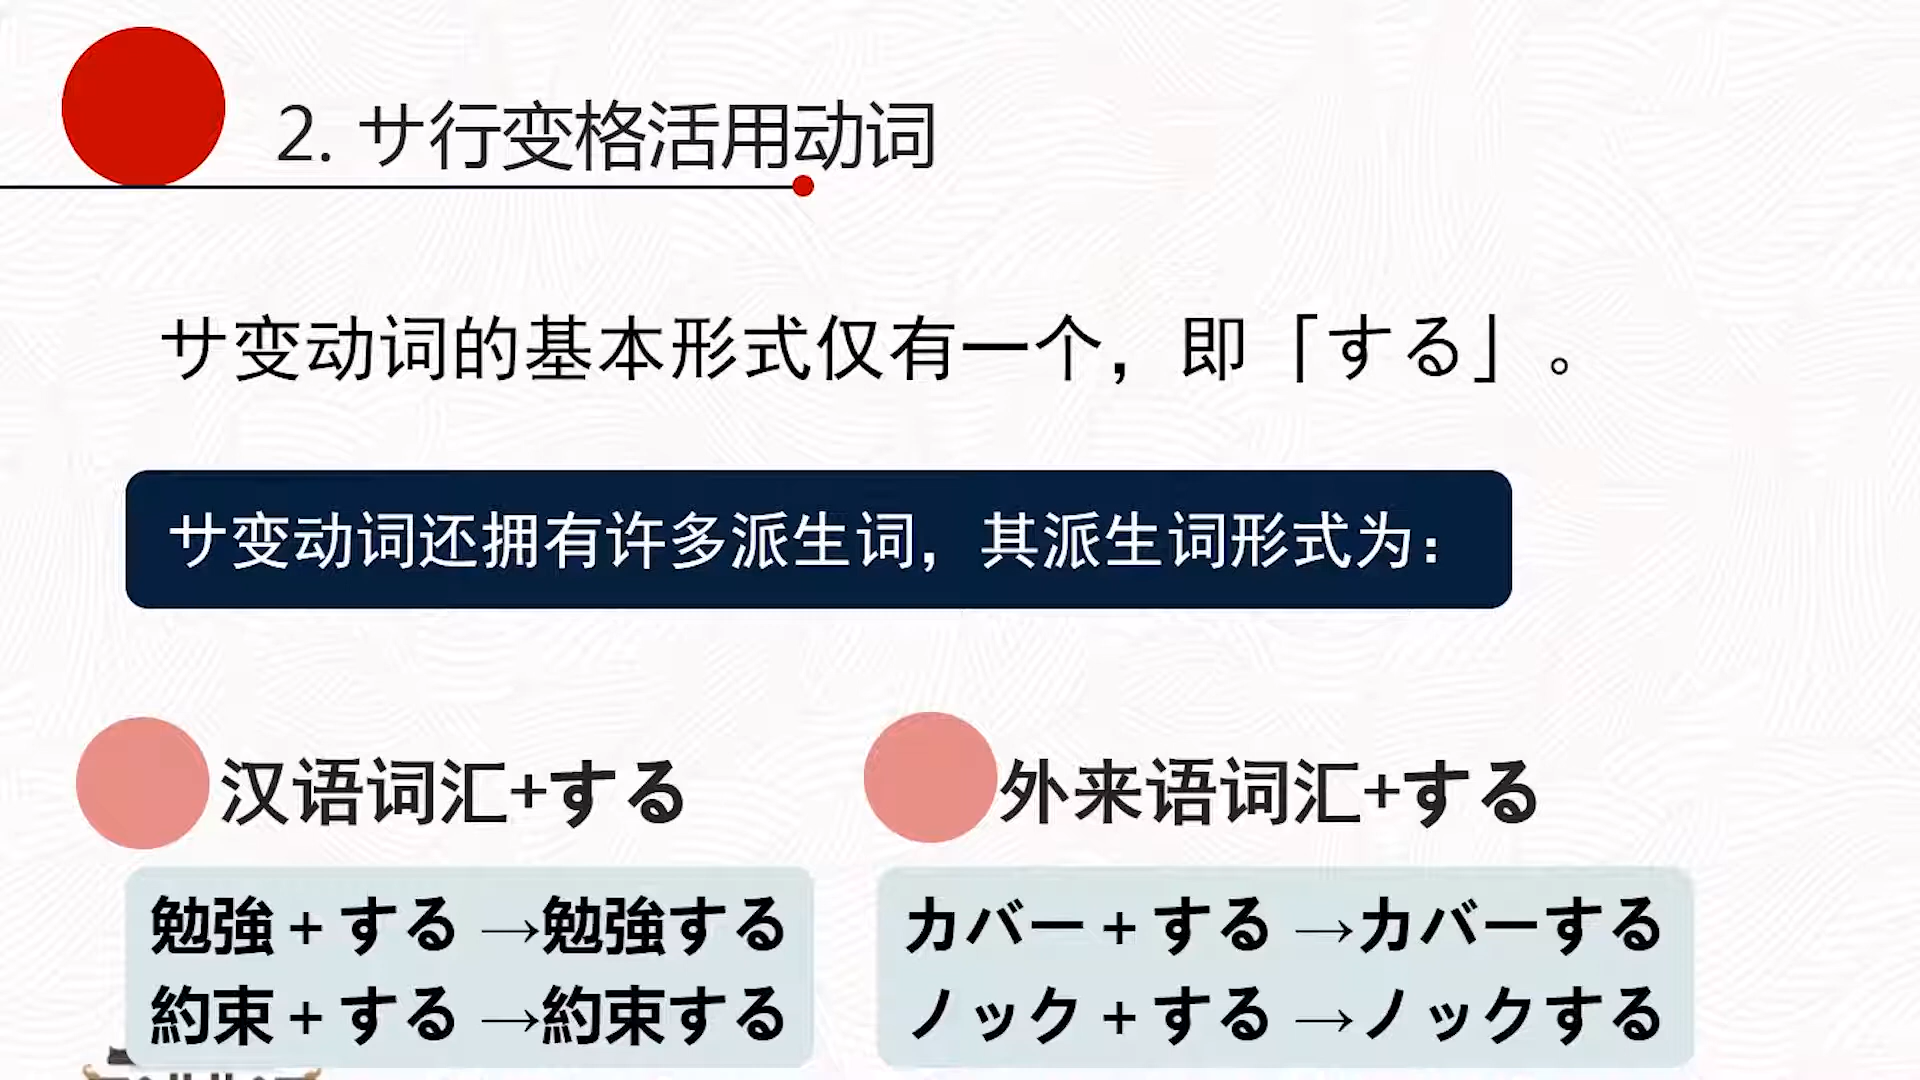 2. サ行变格活用动词
サ变动词的基本形式仅有一个，即「する」。
サ变动词还拥有许多派生词，其派生词形式为：
汉语词汇+する
勉強 + する →勉強する
約束 + する →約束する
外来语词汇+する
カバー + する →カバーする
ノック + する →ノックする